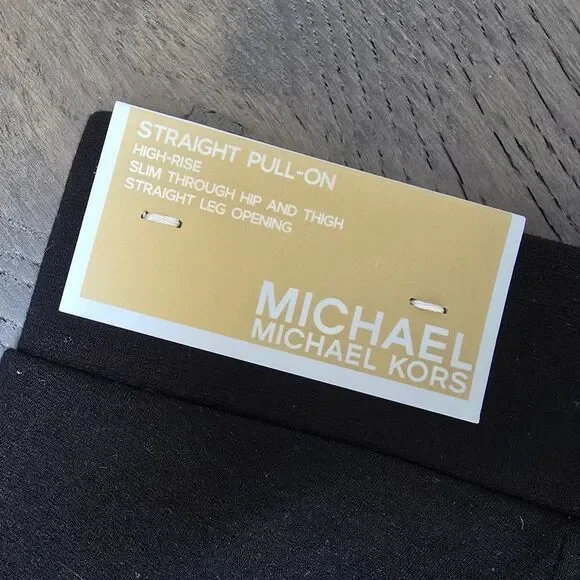 STRAIGHT PULL-ON
HIGH-RISE
SLIM THROUGH HIP AND THIGH
STRAIGHT LEG OPENING
MICHAEL
MICHAEL KORS